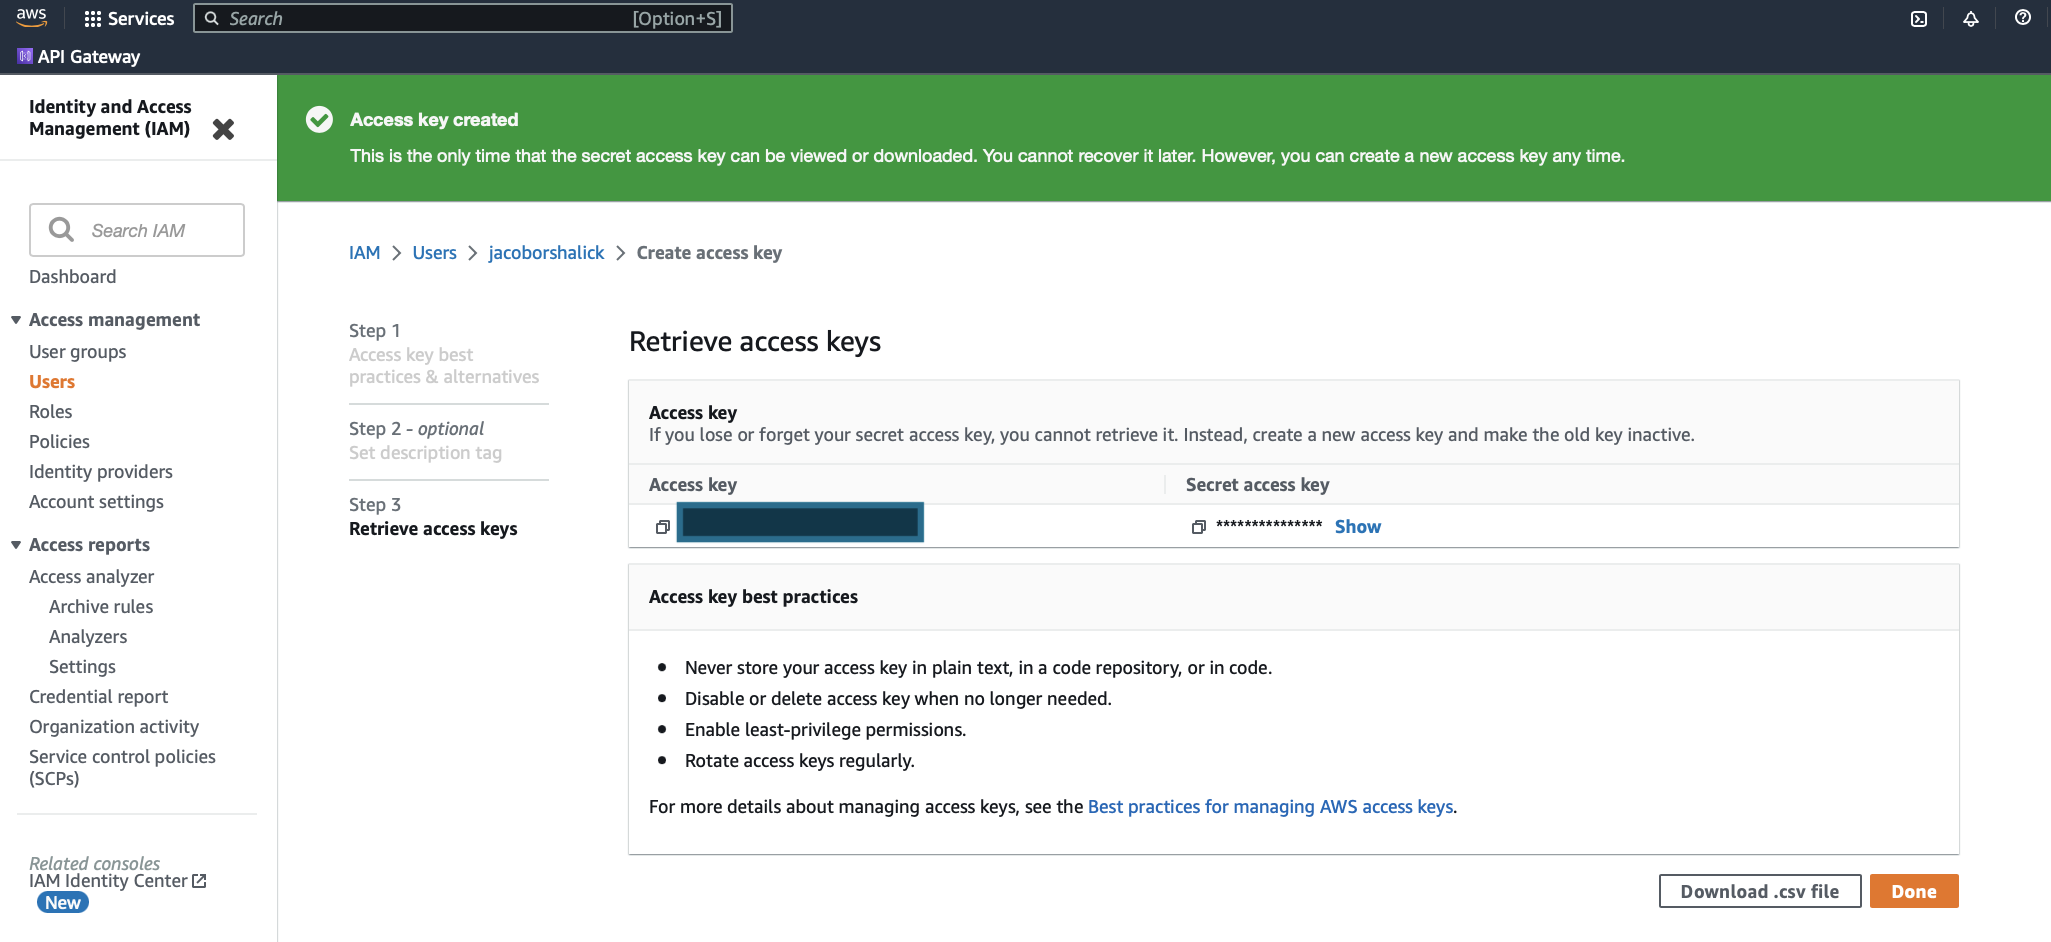 aws
Services
Search
[Option+S]
API Gateway
Identity and Access
Management (IAM)
Search IAM
Dashboard
Access management
User groups
Users
Roles
Policies
Identity providers
Account settings
Access reports
Access analyzer
Archive rules
Analyzers
Settings
Credential report
Organization activity
Service control policies
(SCPs)
Related consoles
IAM Identity Center
New
Access key created
This is the only time that the secret access key can be viewed or downloaded. You cannot recover it later. However, you can create a new access key any time.
IAM > Users > jacoborshalick > Create access key
Step 1
Access key best
practices & alternatives
Step 2 - optional
Set description tag
Step 3
Retrieve access keys
Retrieve access keys
Access key
If you lose or forget your secret access key, you cannot retrieve it. Instead, create a new access key and make the old key inactive.
Access key
Secret access key
*************** Show
Access key best practices
• Never store your access key in plain text, in a code repository, or in code.
• Disable or delete access key when no longer needed.
• Enable least-privilege permissions.
• Rotate access keys regularly.
For more details about managing access keys, see the Best practices for managing AWS access keys.
Download .csv file
Done